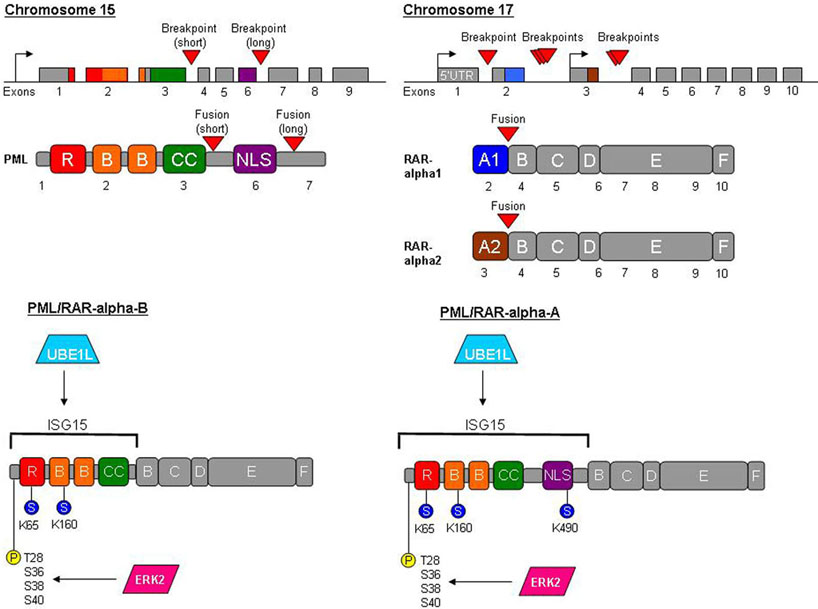 Chromosome 15
Breakpoint (short)
Breakpoint (long)
Exons 1 2 3 4 5 6 7 8 9
Fusion (short)
Fusion (long)
PML R B B CC NLS
1 2 3 6 7
Chromosome 17
Breakpoint Breakpoints Breakpoints
5'UTR
Exons 1 2 3 4 5 6 7 8 9 10
Fusion
RAR-alpha1 A1 B C D E F
2 4 5 6 7 8 9 10
Fusion
RAR-alpha2 A2 B C D E F
3 4 5 6 7 8 9 10
PML/RAR-alpha-B
UBE1L
ISG15
R B B CC B C D E F
S S
K65 K160
P T28
S36
S38
S40
ERK2
PML/RAR-alpha-A
UBE1L
ISG15
R B B CC NLS B C D E F
S S S
K65 K160 K490
P T28
S36
S38
S40
ERK2